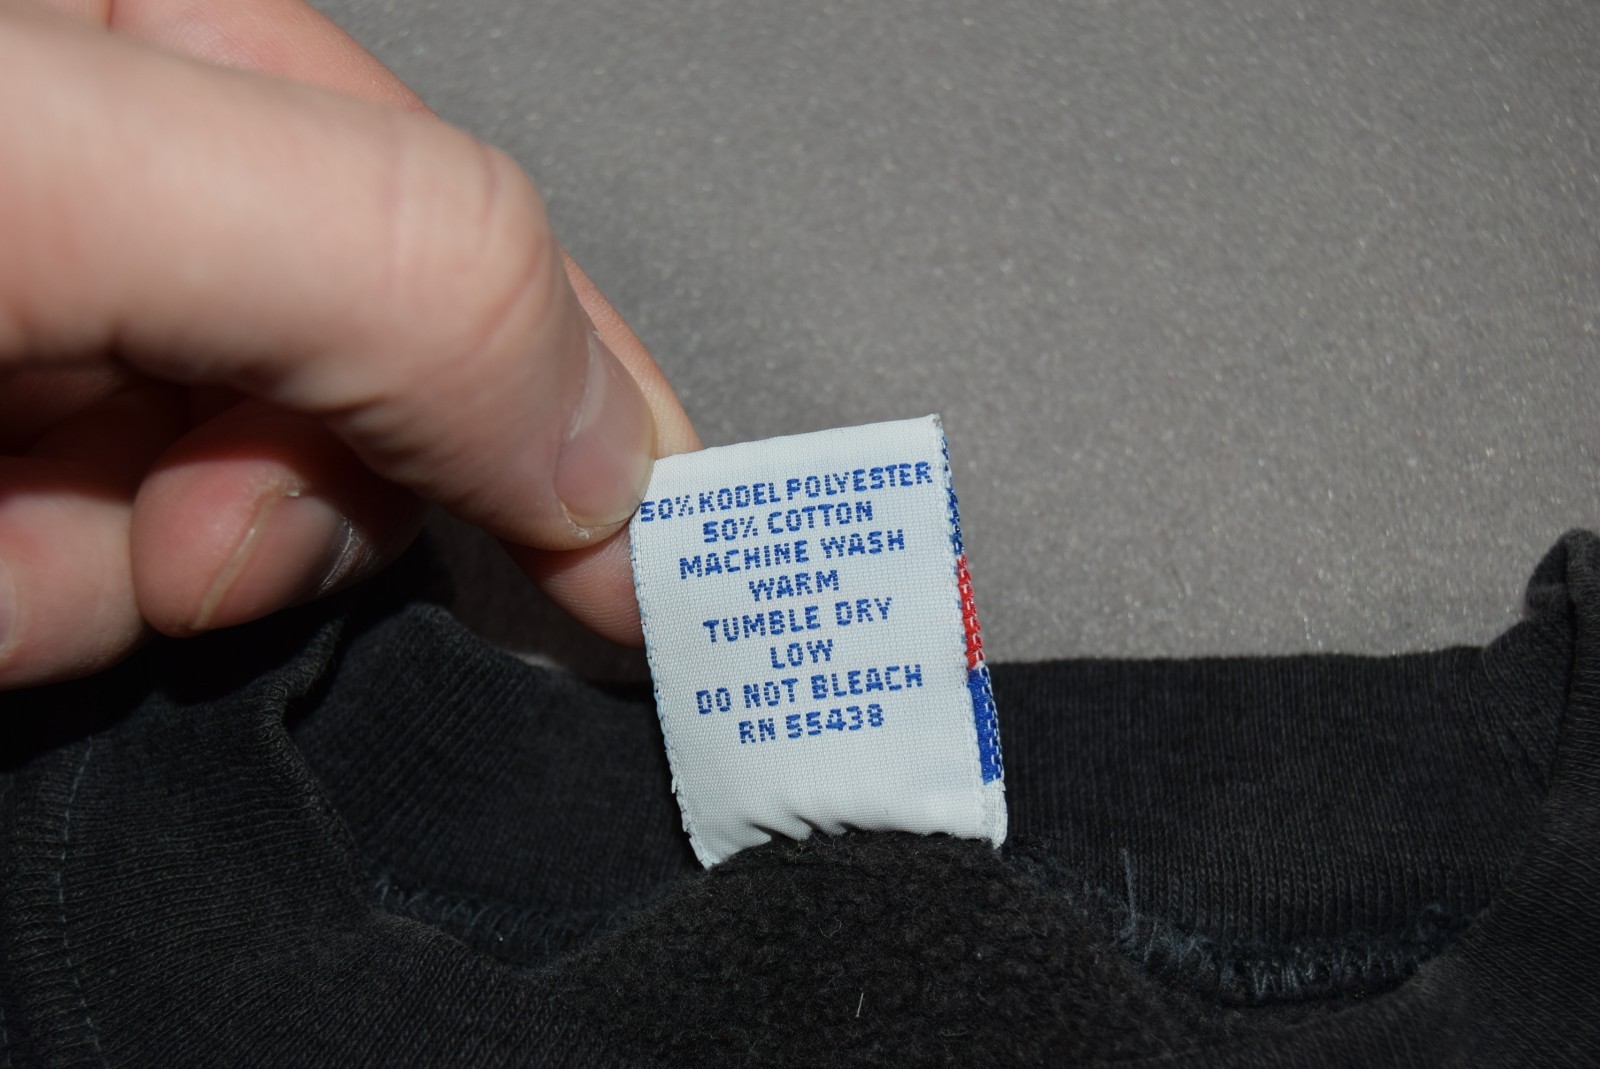 50% KODEL POLYESTER
50% COTTON
MACHINE WASH
WARM
TUMBLE DRY
LOW
DO NOT BLEACH
RN 55438